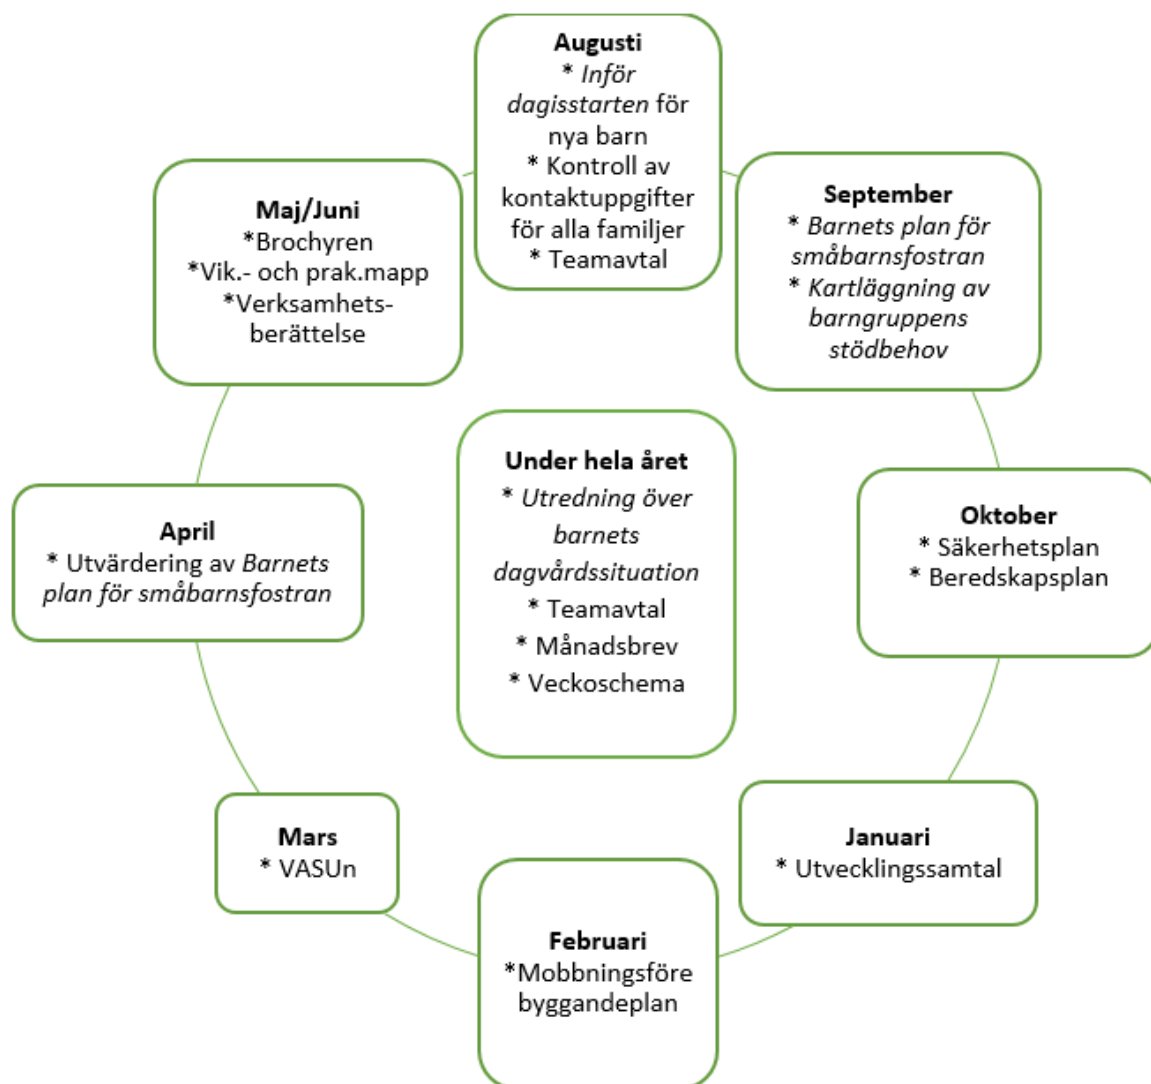 Augusti
* Inför
dagisstarten för
nya barn
* Kontroll av
kontaktuppgifter
för alla familjer
* Teamavtal
September
* Barnets plan för
småbarnsfostran
* Kartläggning av
barngruppens
stödbehov
Oktober
* Säkerhetsplan
* Beredskapsplan
Januari
* Utvecklingssamtal
Februari
*Mobbningsföre
byggandeplan
Mars
* VASUn
April
* Utvärdering av Barnets
plan för småbarnsfostran
Maj/Juni
*Brochyren
*Vik.- och prak.mapp
*Verksamhets-
berättelse
Under hela året
* Utredning över
barnets
dagvårdssituation
* Teamavtal
* Månadsbrev
* Veckoschema